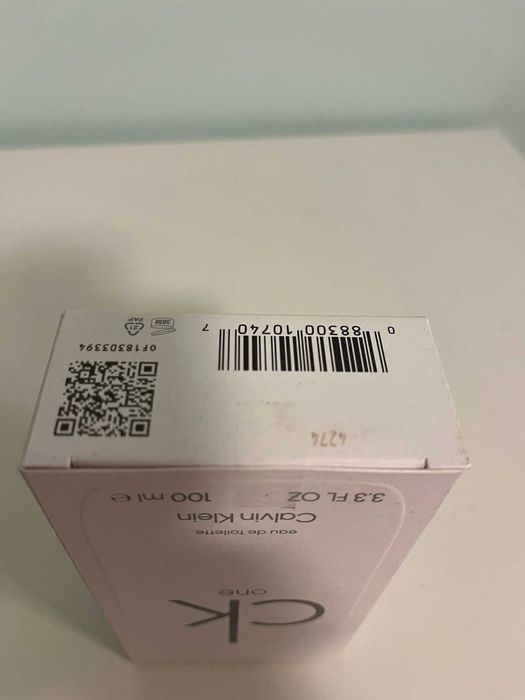 ck
one
eau de toilette
Calvin Klein
3.3 FL OZ 100 ml ℮
4274
0F18303394
0 88300 10740 7
36M
21
PAP